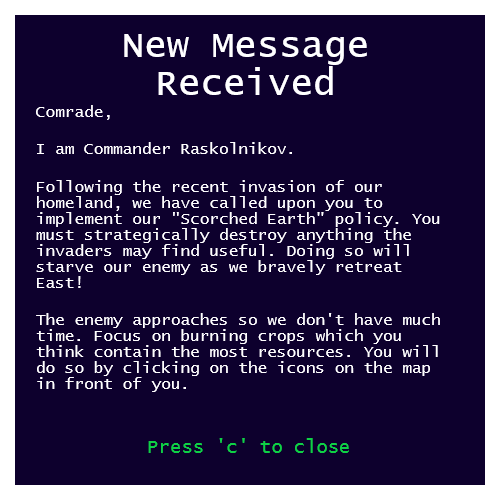 New Message
Received
Comrade,
I am Commander Raskolnikov.
Following the recent invasion of our
homeland, we have called upon you to
implement our "Scorched Earth" policy. You
must strategically destroy anything the
invaders may find useful. Doing so will
starve our enemy as we bravely retreat
East!
The enemy approaches so we don't have much
time. Focus on burning crops which you
think contain the most resources. You will
do so by clicking on the icons on the map
in front of you.
Press 'c' to close